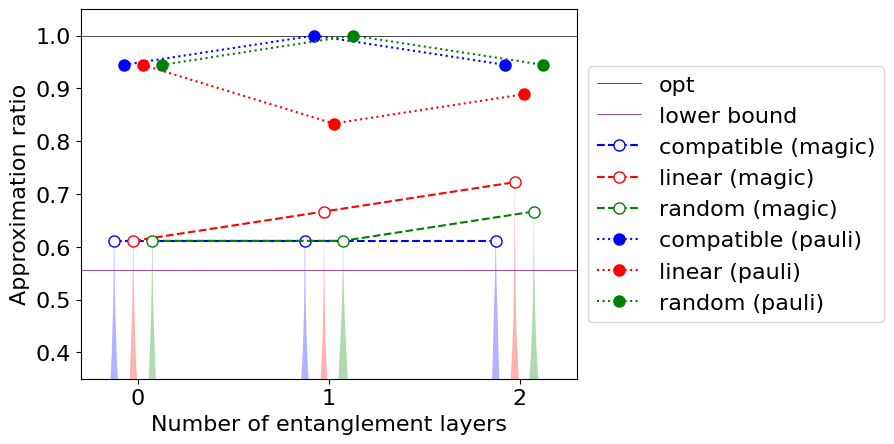 Approximation ratio
1.0
0.9
0.8
0.7
0.6
0.5
0.4
0
1
2
Number of entanglement layers
opt
lower bound
compatible (magic)
linear (magic)
random (magic)
compatible (pauli)
linear (pauli)
random (pauli)